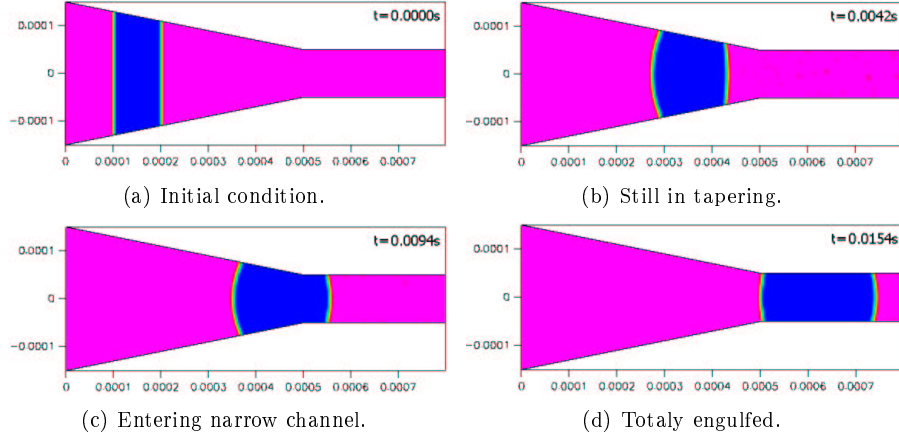 t=0.0000s
0.0001
0
-0.0001
0 0.0001 0.0002 0.0003 0.0004 0.0005 0.0006 0.0007
(a) Initial condition.
t=0.0042s
0.0001
0
-0.0001
0 0.0001 0.0002 0.0003 0.0004 0.0005 0.0006 0.0007
(b) Still in tapering.
t=0.0094s
0.0001
0
-0.0001
0 0.0001 0.0002 0.0003 0.0004 0.0005 0.0006 0.0007
(c) Entering narrow channel.
t=0.0154s
0.0001
0
-0.0001
0 0.0001 0.0002 0.0003 0.0004 0.0005 0.0006 0.0007
(d) Totaly engulfed.